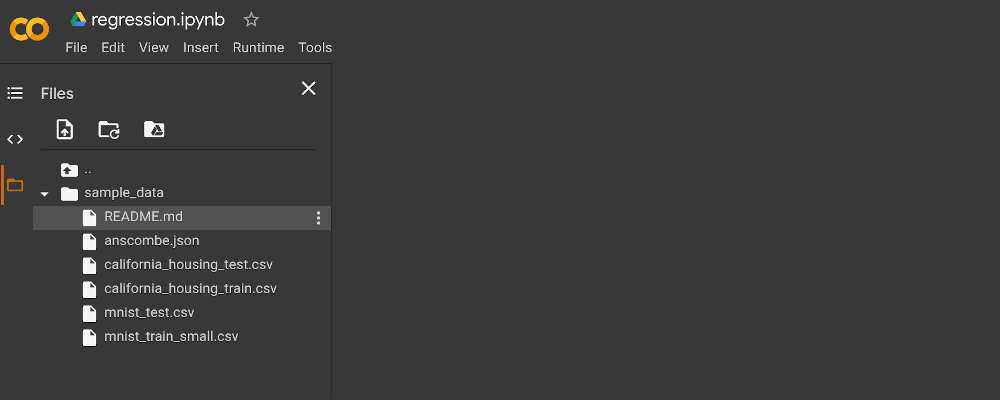 regression.ipynb
File Edit View Insert Runtime Tools
Files
..
sample_data
README.md
anscombe.json
california_housing_test.csv
california_housing_train.csv
mnist_test.csv
mnist_train_small.csv